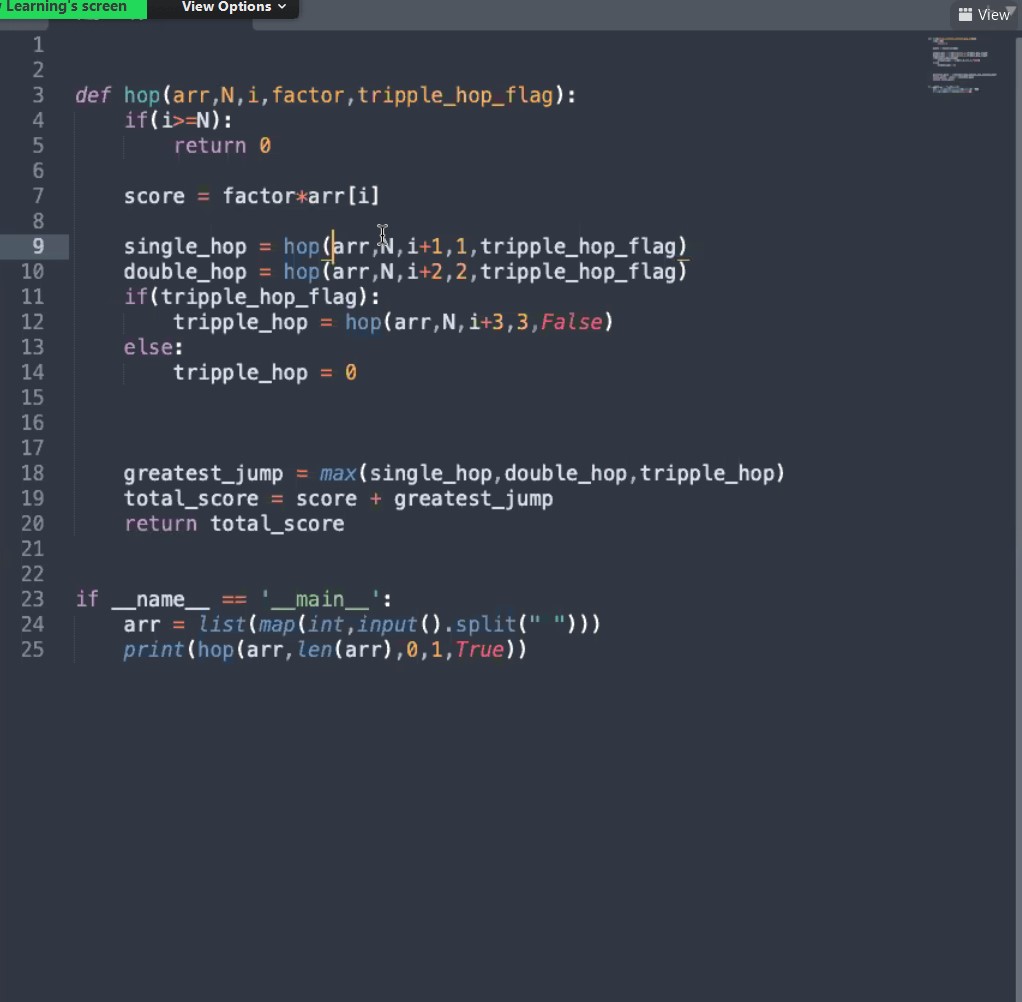 Learning's screen View Options View
1
2
3 def hop(arr,N,i,factor,tripple_hop_flag):
4     if(i>=N):
5         return 0
6
7     score = factor*arr[i]
8
9     single_hop = hop(arr,N,i+1,1,tripple_hop_flag)
10     double_hop = hop(arr,N,i+2,2,tripple_hop_flag)
11     if(tripple_hop_flag):
12         tripple_hop = hop(arr,N,i+3,3,False)
13     else:
14         tripple_hop = 0
15
16
17
18     greatest_jump = max(single_hop,double_hop,tripple_hop)
19     total_score = score + greatest_jump
20     return total_score
21
22
23 if __name__ == '__main__':
24     arr = list(map(int,input().split(" ")))
25     print(hop(arr,len(arr),0,1,True))